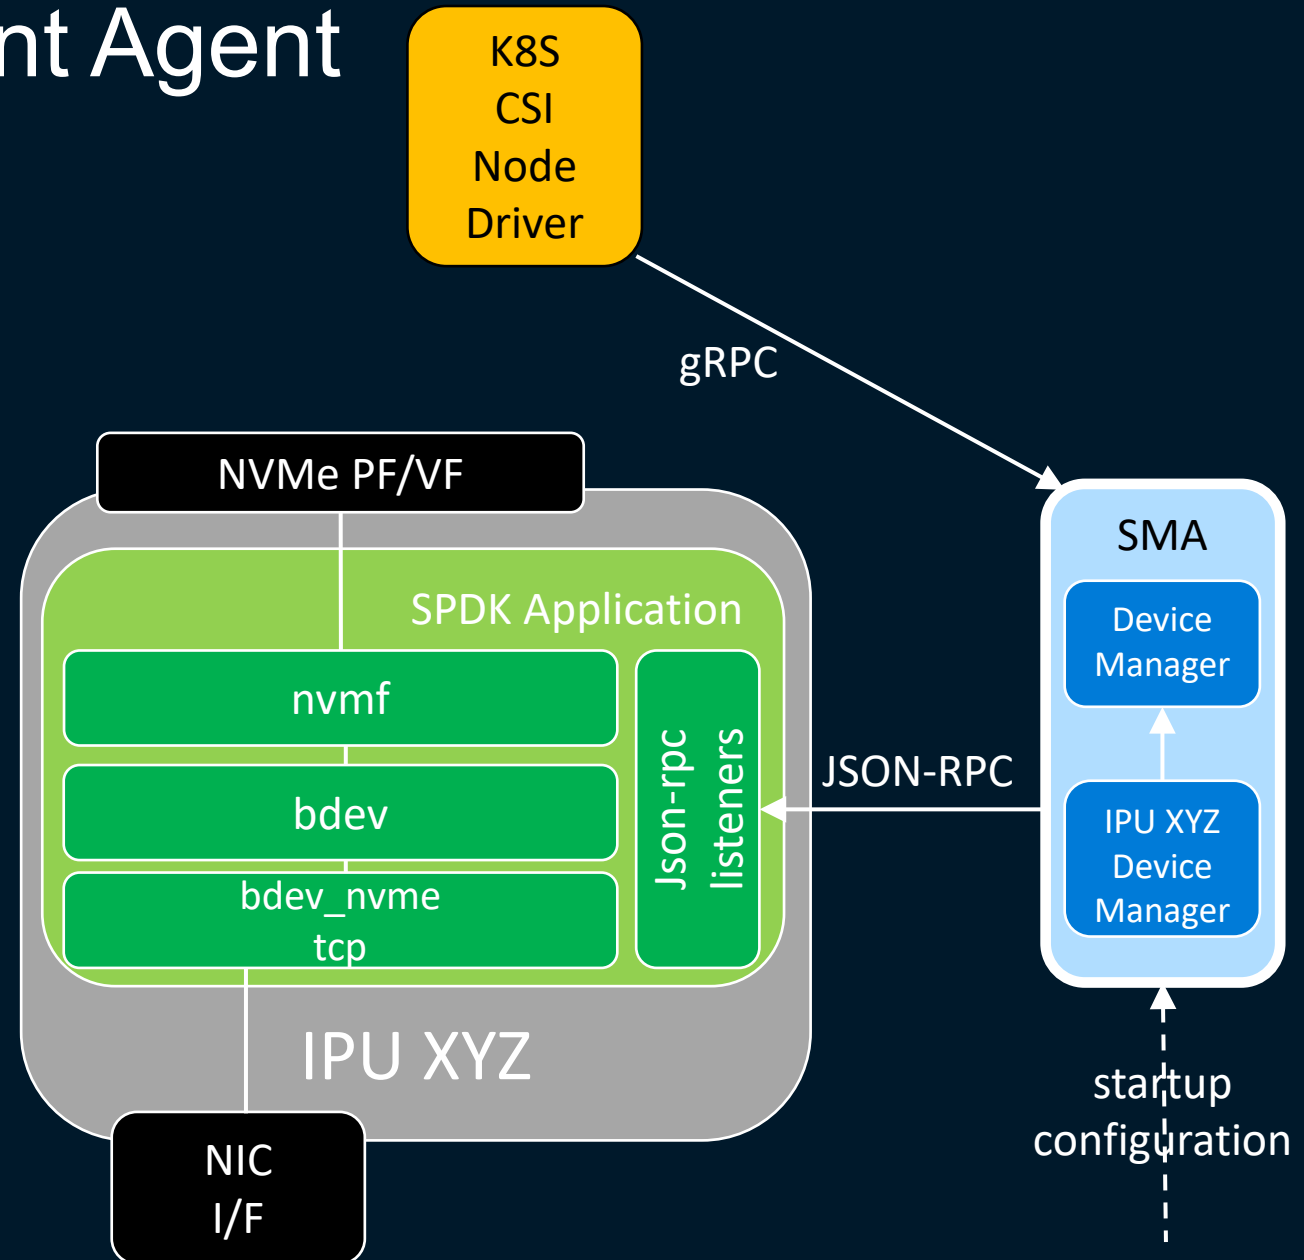 nt Agent
K8S
CSI
Node
Driver
gRPC
NVMe PF/VF
SPDK Application
nvmf
bdev
bdev_nvme
tcp
Json-rpc
listeners
IPU XYZ
NIC
I/F
JSON-RPC
SMA
Device
Manager
IPU XYZ
Device
Manager
startup
configuration